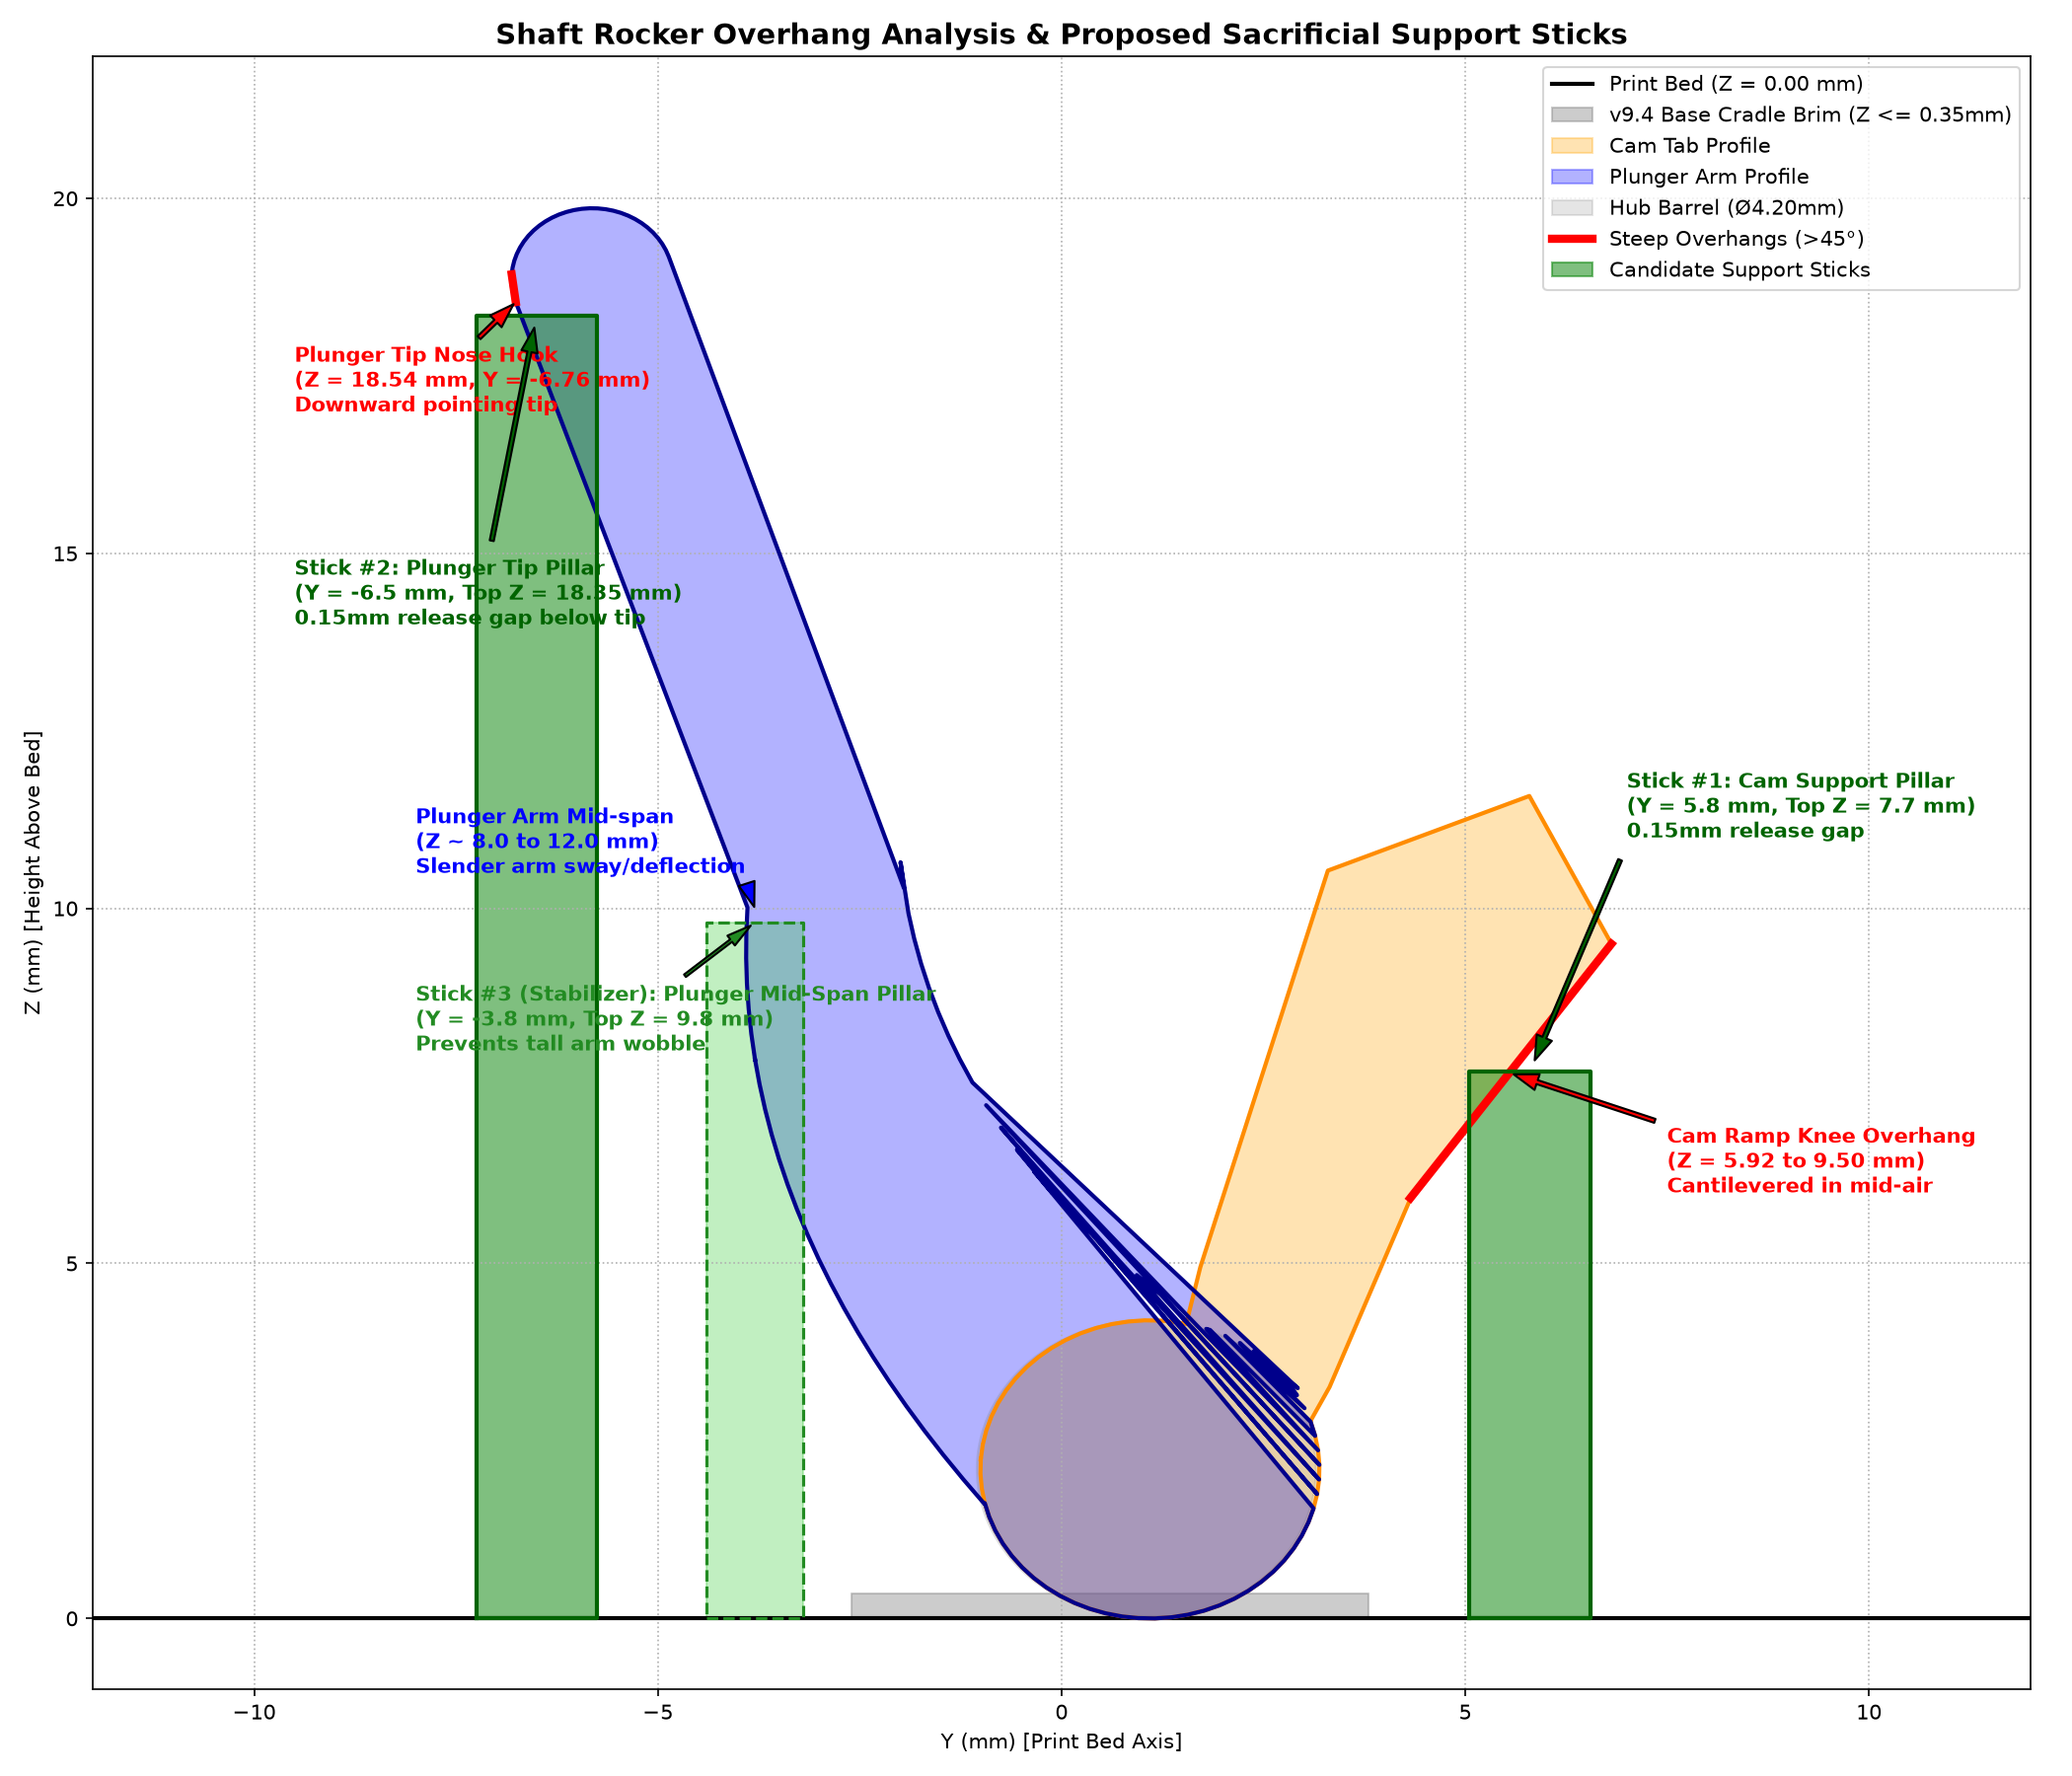 Shaft Rocker Overhang Analysis & Proposed Sacrificial Support Sticks
Print Bed (Z = 0.00 mm)
v9.4 Base Cradle Brim (Z <= 0.35mm)
Cam Tab Profile
Plunger Arm Profile
Hub Barrel (Ø4.20mm)
Steep Overhangs (>45°)
Candidate Support Sticks
Plunger Tip Nose Hook
(Z = 18.54 mm, Y = -6.76 mm)
Downward pointing tip
Stick #2: Plunger Tip Pillar
(Y = -6.5 mm, Top Z = 18.35 mm)
0.15mm release gap below tip
Plunger Arm Mid-span
(Z ~ 8.0 to 12.0 mm)
Slender arm sway/deflection
Stick #3 (Stabilizer): Plunger Mid-Span Pillar
(Y = -3.8 mm, Top Z = 9.8 mm)
Prevents tall arm wobble
Stick #1: Cam Support Pillar
(Y = 5.8 mm, Top Z = 7.7 mm)
0.15mm release gap
Cam Ramp Knee Overhang
(Z = 5.92 to 9.50 mm)
Cantilevered in mid-air
Z (mm) [Height Above Bed]
20
15
10
5
0
−10
−5
0
5
10
Y (mm) [Print Bed Axis]